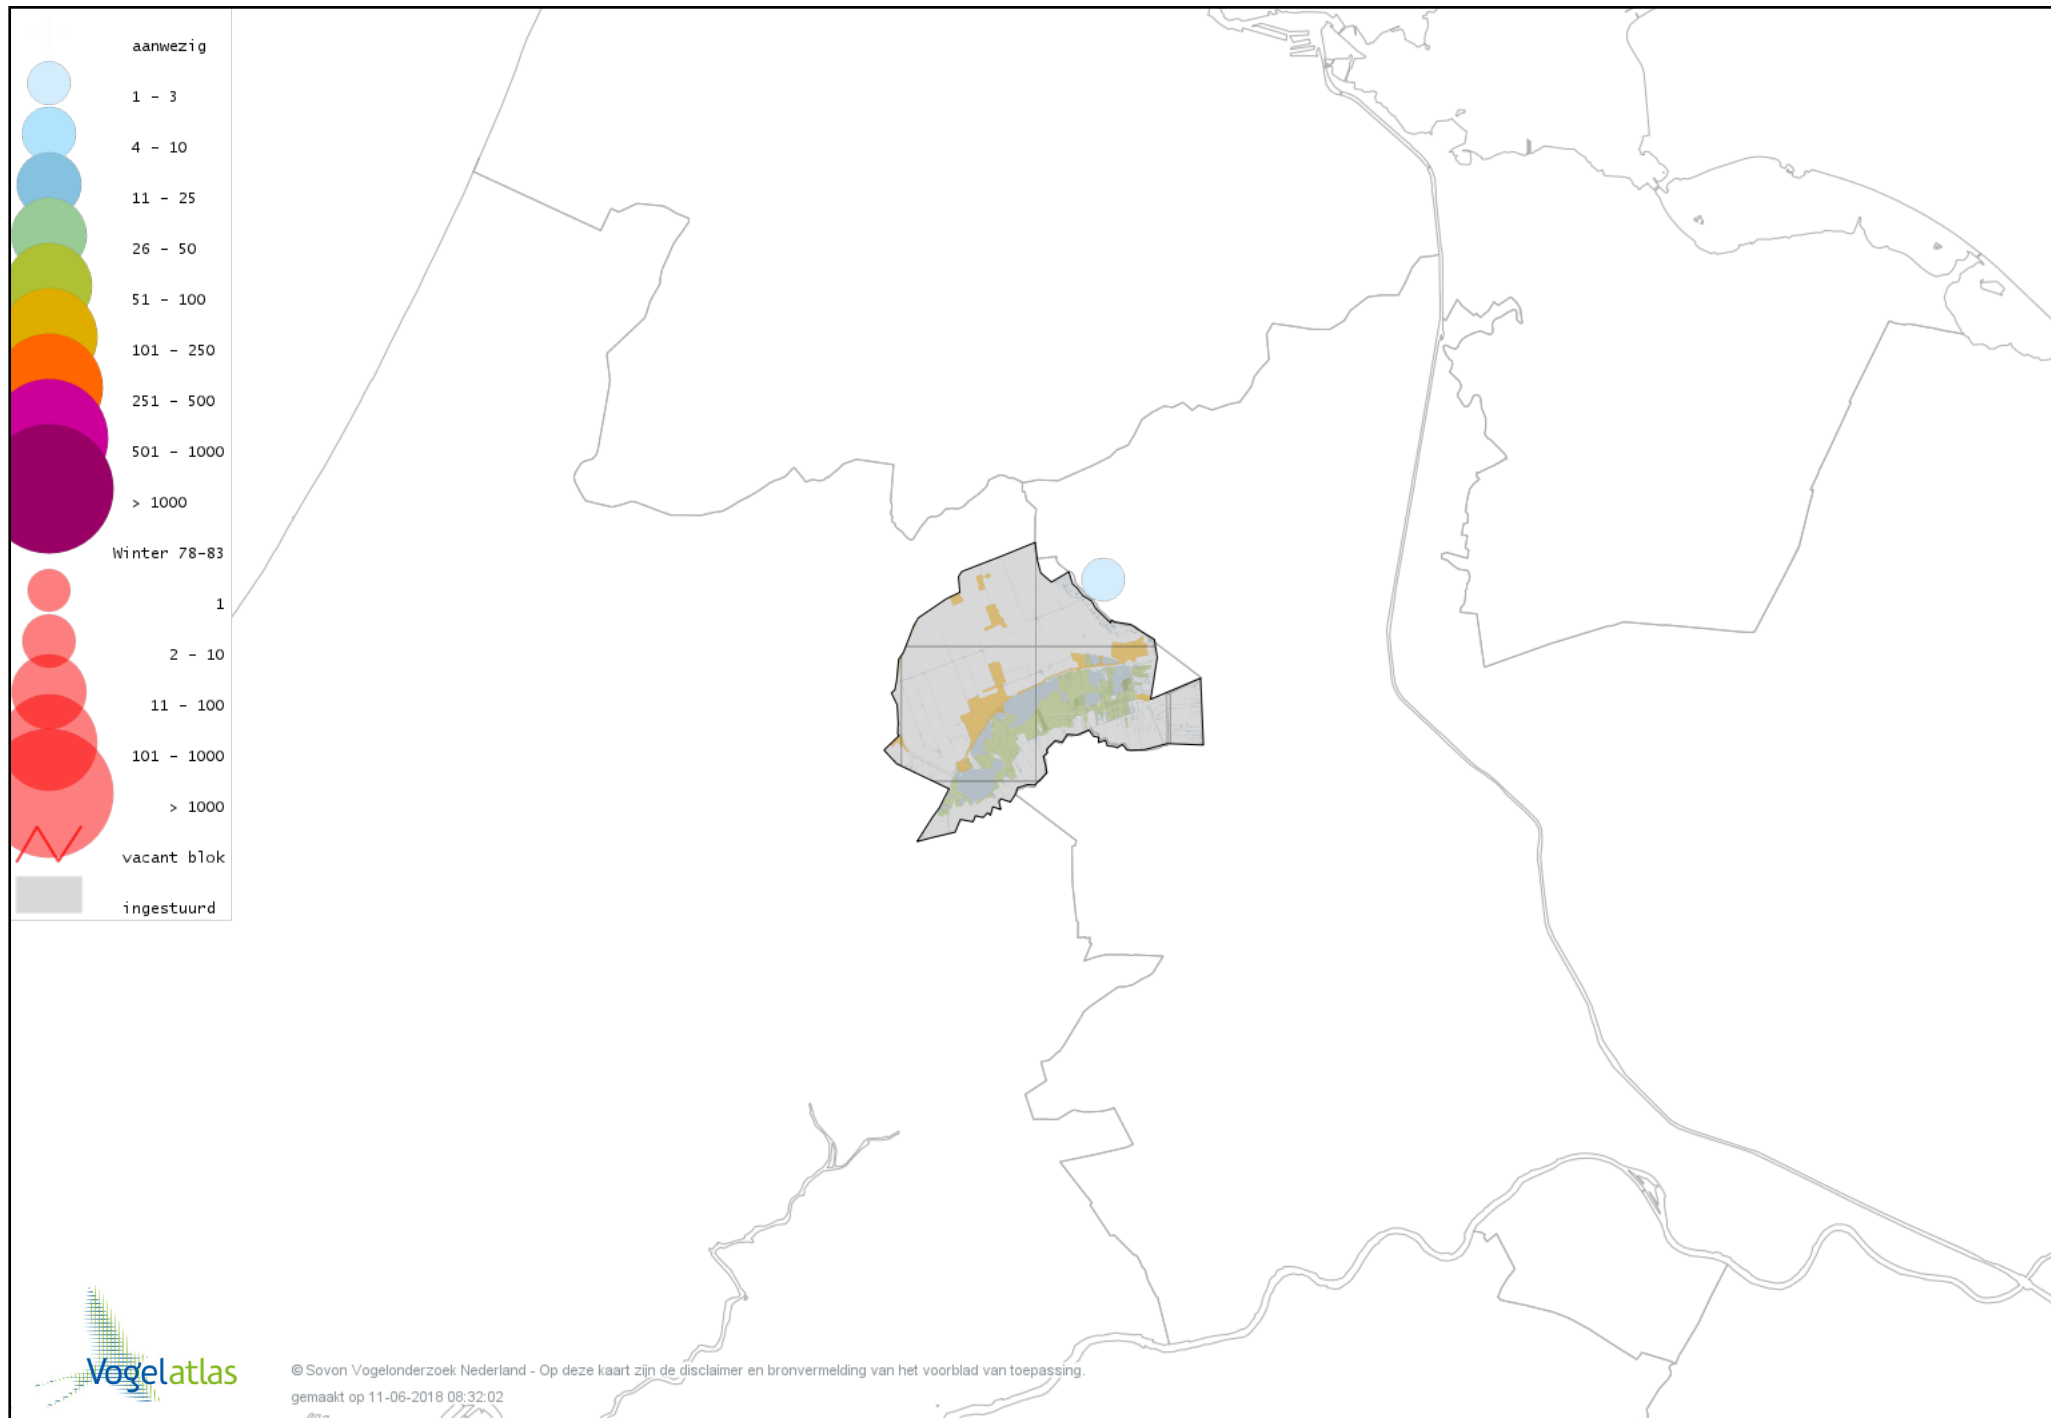 aanwezig
1 - 3
4 - 10
11 - 25
26 - 50
51 - 100
101 - 250
251 - 500
501 - 1000
> 1000
Winter 78-83
1
2 - 10
11 - 100
101 - 1000
> 1000
vacant blok
ingestuurd
Vogelatlas
© Sovon Vogelonderzoek Nederland - Op deze kaart zijn de disclaimer en bronvermelding van het voorblad van toepassing.
gemaakt op 11-06-2018 08:32:02